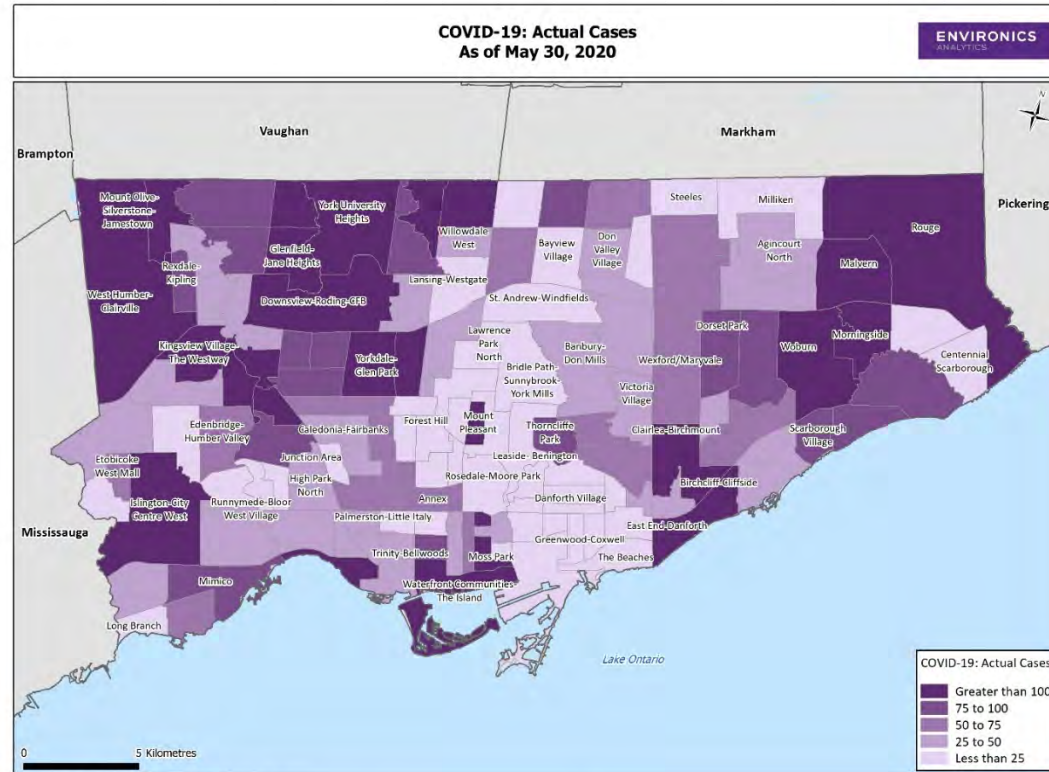 COVID-19: Actual Cases
As of May 30, 2020
ENVIRONICS
ANALYTICS
N
Vaughan
Markham
Brampton
Pickering
Mount Olive-
Silverstone-
Jamestown
York University
Heights
Steeles
Milliken
Rouge
Willowdale
West
Don
Valley
Village
Bayview
Village
Agincourt
North
Malvern
Glenfield-
Jane Heights
Rexdale-
Kipling
Lansing-Westgate
West Humber-
Clairville
Downsview-Roding-CFB
St. Andrew-Windfields
Dorset Park
Kingsview Village-
The Westway
Lawrence
Park
North
Banbury-
Don Mills
Woburn
Morningside
Yorkdale-
Glen Park
Wexford/Maryvale
Centennial
Scarborough
Bridle Path-
Sunnybrook-
York Mills
Victoria
Village
Edenbridge-
Humber Valley
Caledonia-Fairbanks
Forest Hill
Mount
Pleasant
Thorncliffe
Park
Clairlea-Birchmount
Scarborough
Village
Etobicoke
West Mall
Junction Area
Leaside- Benington
High Park
North
Rosedale-Moore Park
Birchcliff-Cliffside
Islington-City
Centre West
Runnymede-Bloor
West Village
Annex
Danforth Village
Mississauga
Palmerston-Little Italy
East End-Danforth
Greenwood-Coxwell
Trinity-Bellwoods
Moss Park
The Beaches
Mimico
Waterfront Communities-
The Island
Long Branch
Lake Ontario
COVID-19: Actual Cases
Greater than 100
75 to 100
50 to 75
25 to 50
Less than 25
0
5 Kilometres